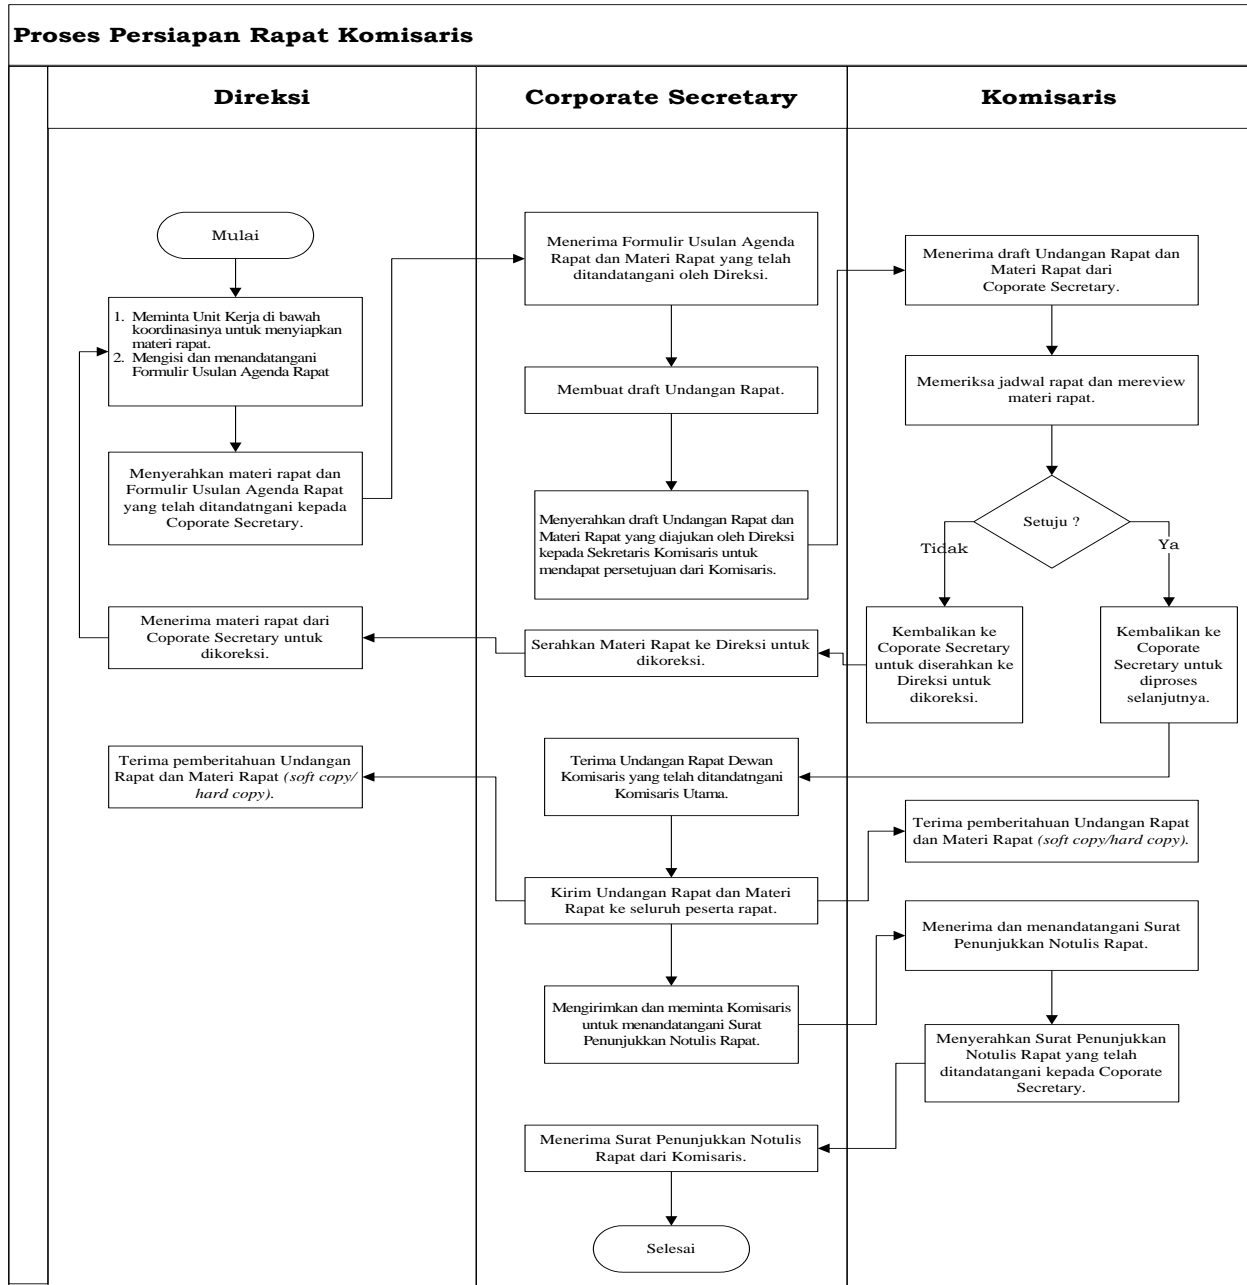 Proses Persiapan Rapat Komisaris
Direksi
Corporate Secretary
Komisaris
Mulai
1. Meminta Unit Kerja di bawah
koordinasinya untuk menyiapkan
materi rapat.
2. Mengisi dan menandatangani
Formulir Usulan Agenda Rapat
Menyerahkan materi rapat dan
Formulir Usulan Agenda Rapat
yang telah ditandatngani kepada
Coporate Secretary.
Menerima Formulir Usulan Agenda
Rapat dan Materi Rapat yang telah
ditandatangani oleh Direksi.
Membuat draft Undangan Rapat.
Menyerahkan draft Undangan Rapat dan
Materi Rapat yang diajukan oleh Direksi
kepada Sekretaris Komisaris untuk
mendapat persetujuan dari Komisaris.
Menerima draft Undangan Rapat dan
Materi Rapat dari
Coporate Secretary.
Memeriksa jadwal rapat dan mereview
materi rapat.
Setuju ?
Tidak
Ya
Kembalikan ke
Coporate Secretary
untuk diserahkan ke
Direksi untuk
dikoreksi.
Kembalikan ke
Coporate
Secretary untuk
diproses
selanjutnya.
Serahkan Materi Rapat ke Direksi untuk
dikoreksi.
Menerima materi rapat dari
Coporate Secretary untuk
dikoreksi.
Terima Undangan Rapat Dewan
Komisaris yang telah ditandatngani
Komisaris Utama.
Kirim Undangan Rapat dan Materi
Rapat ke seluruh peserta rapat.
Terima pemberitahuan Undangan
Rapat dan Materi Rapat (soft copy/
hard copy).
Terima pemberitahuan Undangan Rapat
dan Materi Rapat (soft copy/hard copy).
Mengirimkan dan meminta Komisaris
untuk menandatangani Surat
Penunjukkan Notulis Rapat.
Menerima dan menandatangani Surat
Penunjukkan Notulis Rapat.
Menyerahkan Surat Penunjukkan
Notulis Rapat yang telah
ditandatangani kepada Coporate
Secretary.
Menerima Surat Penunjukkan Notulis
Rapat dari Komisaris.
Selesai